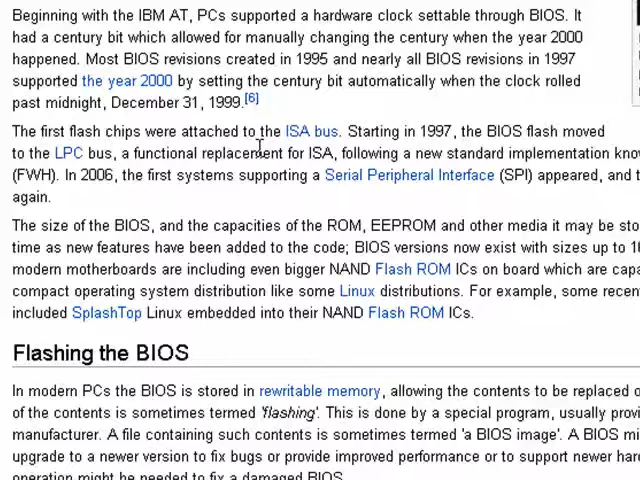 Beginning with the IBM AT, PCs supported a hardware clock settable through BIOS. It
had a century bit which allowed for manually changing the century when the year 2000
happened. Most BIOS revisions created in 1995 and nearly all BIOS revisions in 1997
supported the year 2000 by setting the century bit automatically when the clock rolled
past midnight, December 31, 1999.[6]
The first flash chips were attached to the ISA bus. Starting in 1997, the BIOS flash moved
to the LPC bus, a functional replacement for ISA, following a new standard implementation
(FWH). In 2006, the first systems supporting a Serial Peripheral Interface (SPI) appeared, and
again.
The size of the BIOS, and the capacities of the ROM, EEPROM and other media it may be
time as new features have been added to the code; BIOS versions now exist with sizes up to
modern motherboards are including even bigger NAND Flash ROM ICs on board which are
compact operating system distribution like some Linux distributions. For example, some
included SplashTop Linux embedded into their NAND Flash ROM ICs.
Flashing the BIOS
In modern PCs the BIOS is stored in rewritable memory, allowing the contents to be replaced
of the contents is sometimes termed 'flashing'. This is done by a special program, usually
manufacturer. A file containing such contents is sometimes termed 'a BIOS image'. A BIOS
upgrade to a newer version to fix bugs or provide improved performance or to support newer
operation might be needed to fix a damaged BIOS.